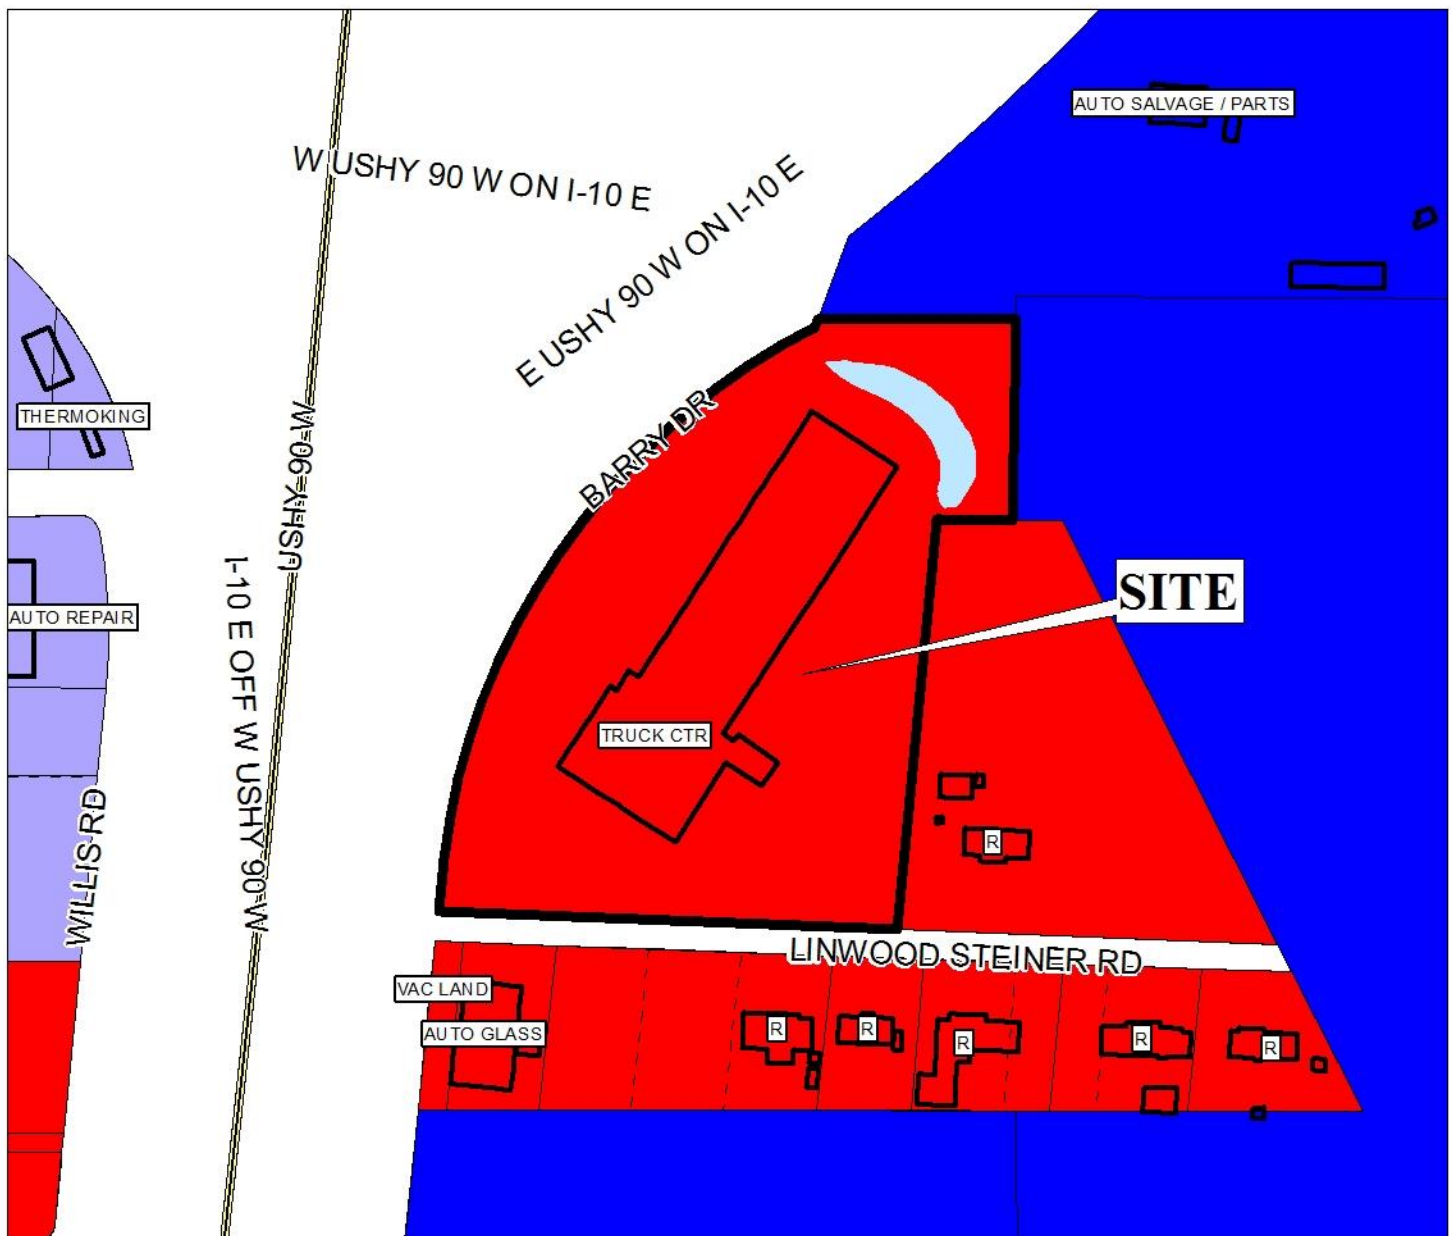 AUTO SALVAGE / PARTS
W USHY 90 W ON I-10 E
E USHY 90 W ON I-10 E
THERMOKING
BARRY DR
USHY 90 W
I-10 E OFF W USHY 90 W
SITE
AUTO REPAIR
TRUCK CTR
WILLIS RD
R
LINWOOD STEINER RD
VAC LAND
AUTO GLASS
R
R
R
R
R